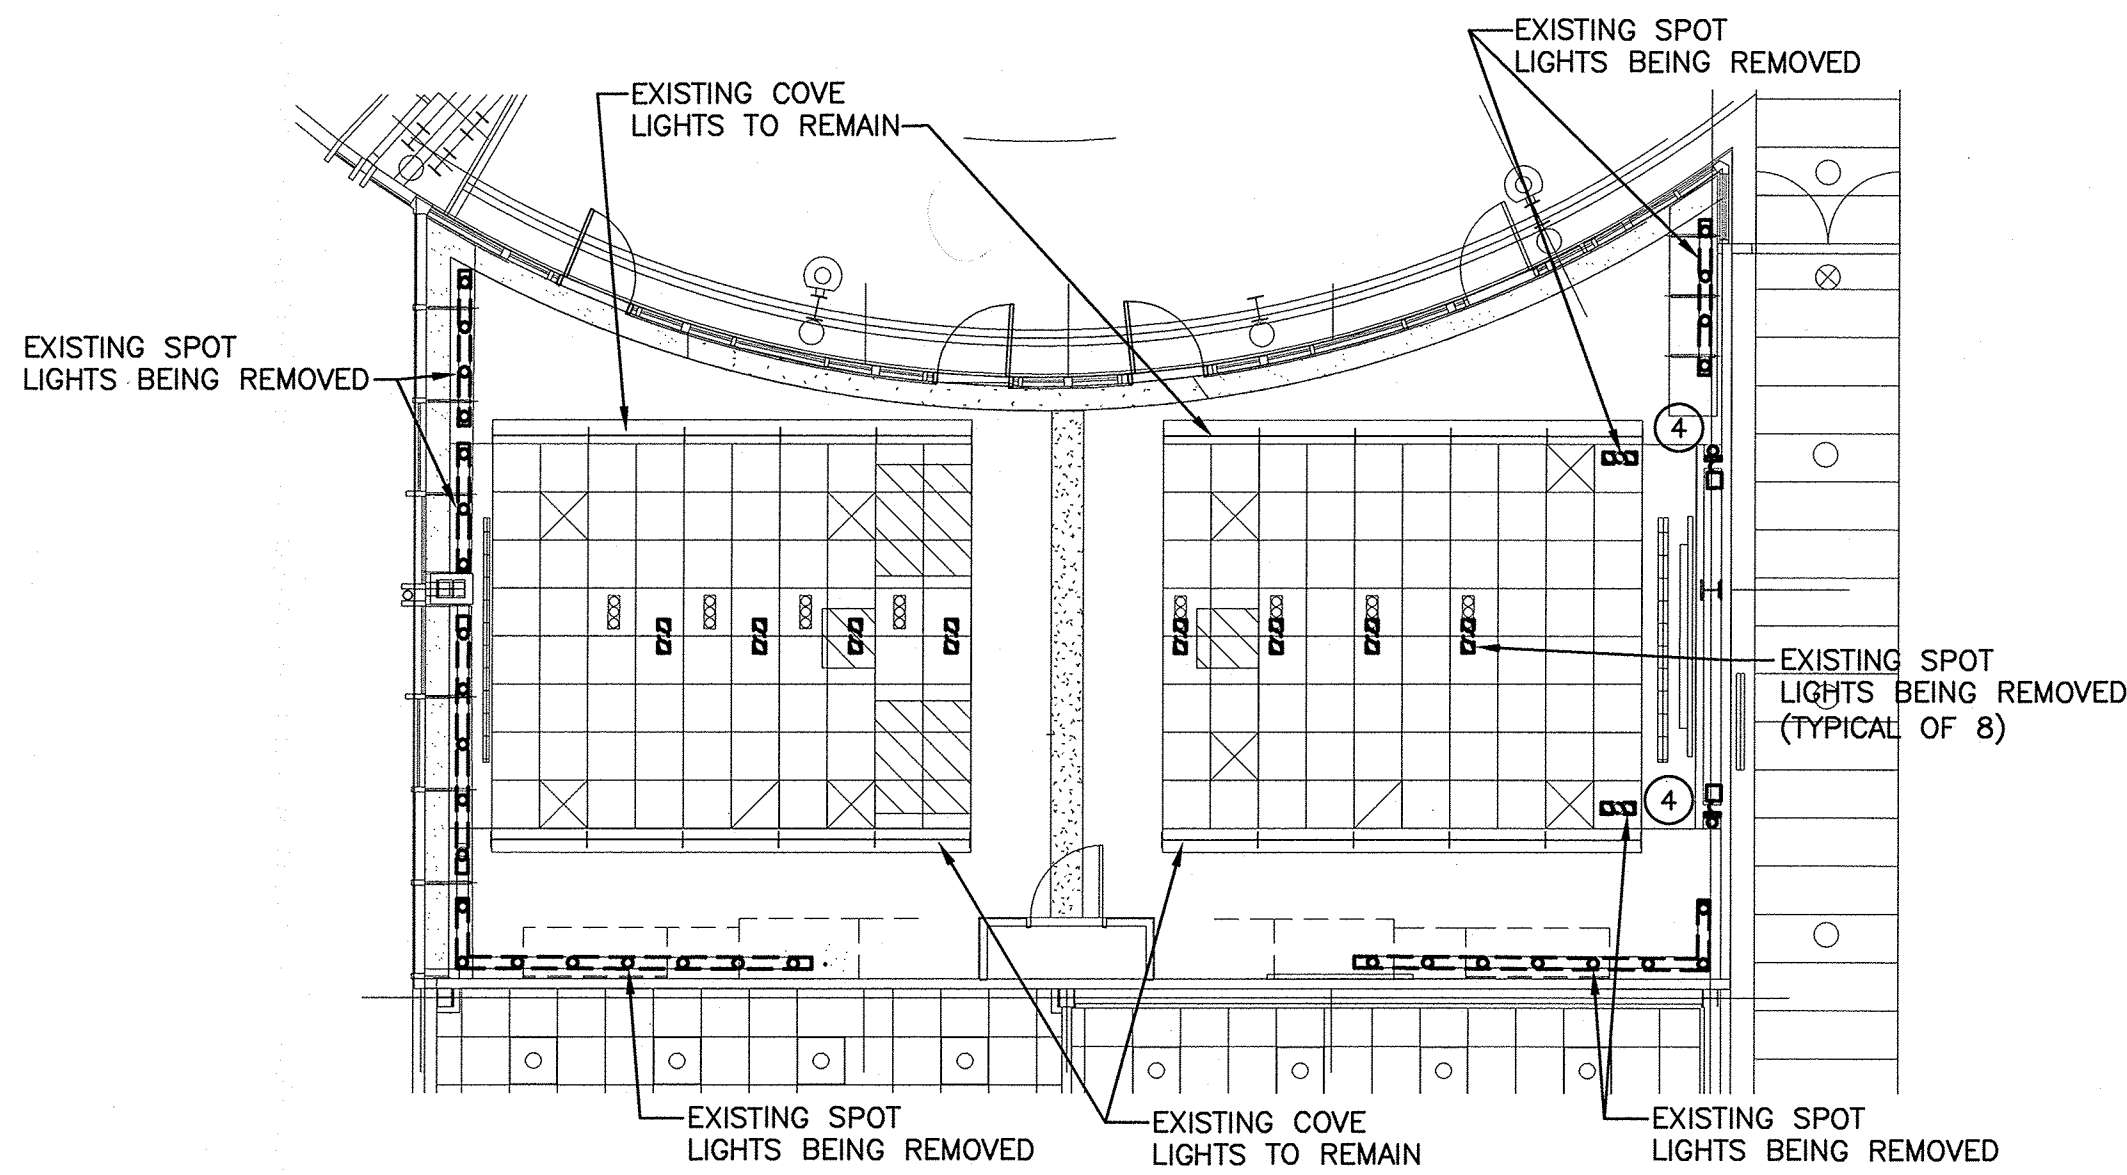 EXISTING SPOT
LIGHTS BEING REMOVED
EXISTING COVE
LIGHTS TO REMAIN
EXISTING SPOT
LIGHTS BEING REMOVED
4
EXISTING SPOT
LIGHTS BEING REMOVED
(TYPICAL OF 8)
4
EXISTING SPOT
LIGHTS BEING REMOVED
EXISTING COVE
LIGHTS TO REMAIN
EXISTING SPOT
LIGHTS BEING REMOVED